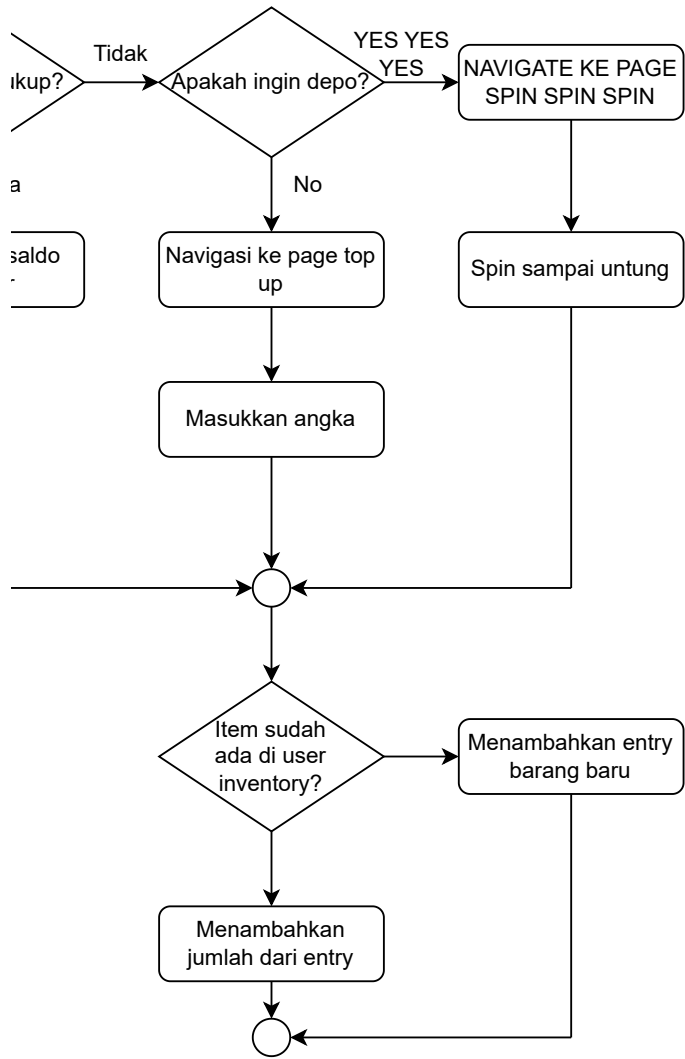 Tidak
YES YES
YES
ukup?
Apakah ingin depo?
NAVIGATE KE PAGE
SPIN SPIN SPIN
a
No
saldo
Navigasi ke page top
up
Spin sampai untung
Masukkan angka
Item sudah
ada di user
inventory?
Menambahkan entry
barang baru
Menambahkan
jumlah dari entry